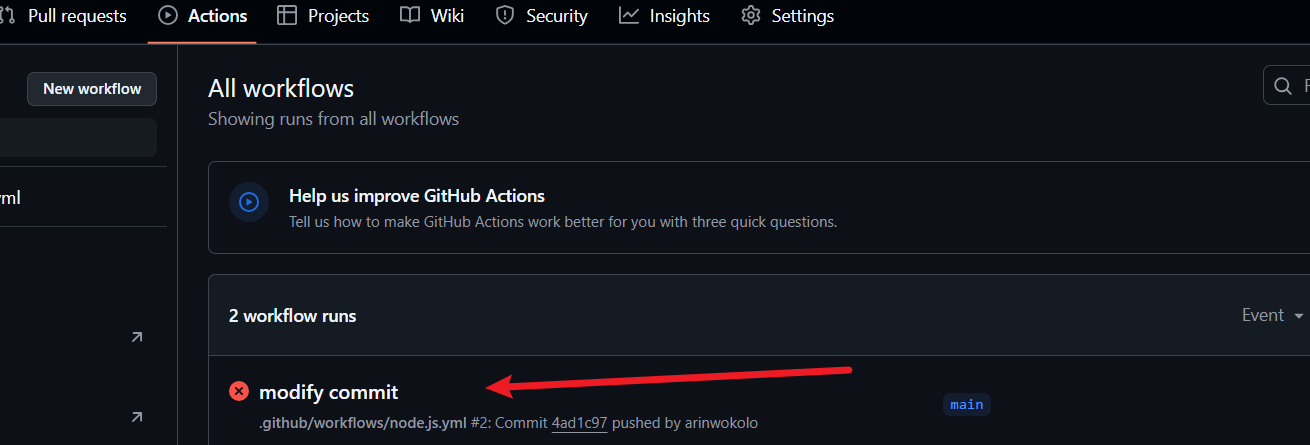 Pull requests Actions Projects Wiki Security Insights Settings
New workflow
All workflows
Showing runs from all workflows
Help us improve GitHub Actions
Tell us how to make GitHub Actions work better for you with three quick questions.
2 workflow runs
Event
modify commit
.github/workflows/node.js.yml #2: Commit 4ad1c97 pushed by arinwokolo
main